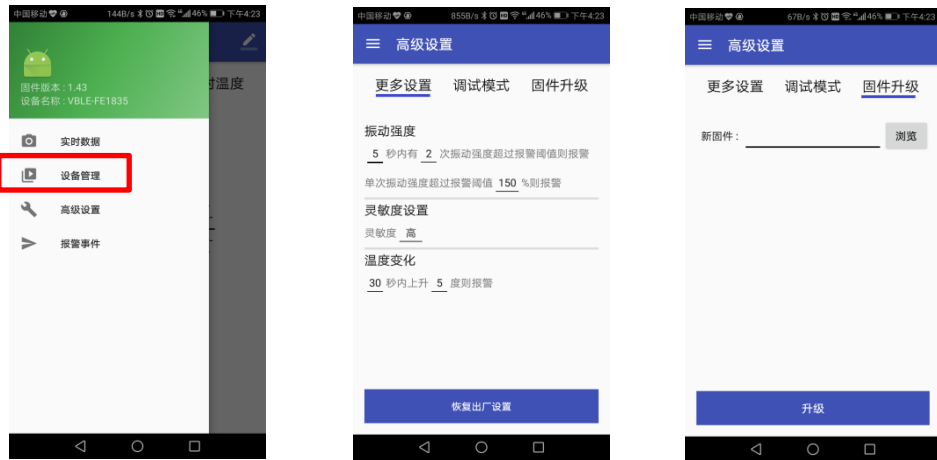 中国移动 144B/s 46% 下午4:23
时温度
固件版本 : 1.43
设备名称 : VBLE-FE1835
实时数据
设备管理
高级设置
报警事件
中国移动 855B/s 46% 下午4:23
高级设置
更多设置 调试模式 固件升级
振动强度
5 秒内有 2 次振动强度超过报警阈值则报警
单次振动强度超过报警阈值 150 %则报警
灵敏度设置
灵敏度 高
温度变化
30 秒内上升 5 度则报警
恢复出厂设置
中国移动 67B/s 46% 下午4:23
高级设置
更多设置 调试模式 固件升级
新固件 : 浏览
升级